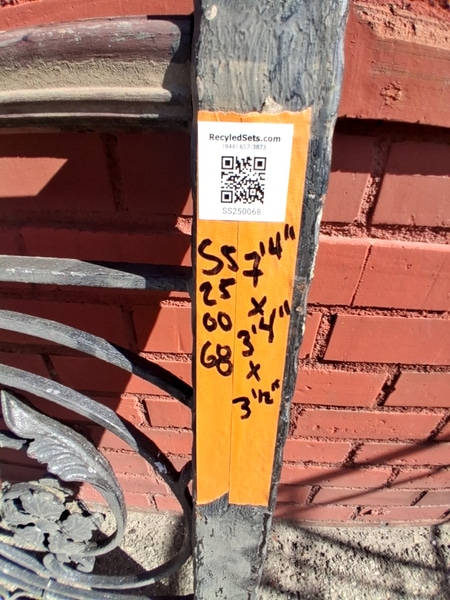 RecyledSets.com
(844) 657-3873
SS250068
SS
25
00
68
7'4"
x
3'4"
x
3 1/2"